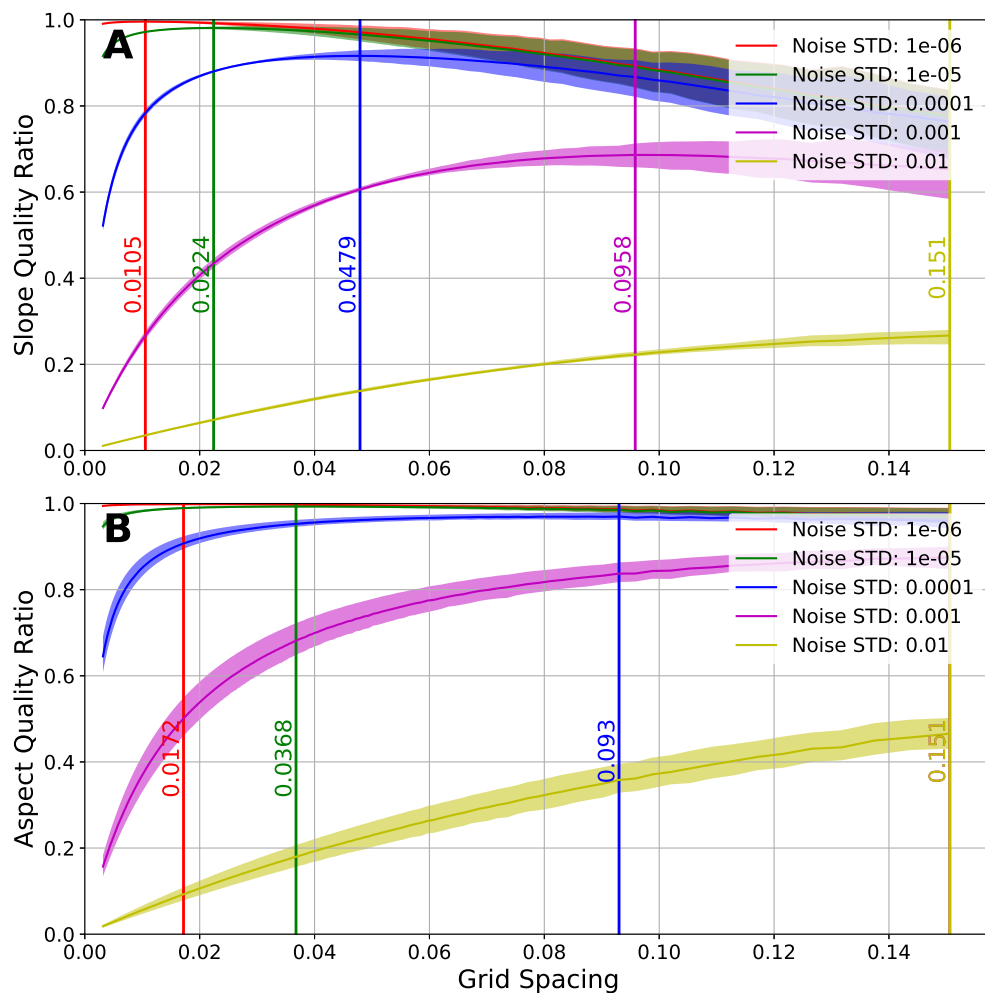 A
1.0
0.8
0.6
0.4
0.2
0.0
Slope Quality Ratio
Noise STD: 1e-06
Noise STD: 1e-05
Noise STD: 0.0001
Noise STD: 0.001
Noise STD: 0.01
0.0105
0.0224
0.0479
0.0958
0.151
0.00 0.02 0.04 0.06 0.08 0.10 0.12 0.14
B
1.0
0.8
0.6
0.4
0.2
0.0
Aspect Quality Ratio
Noise STD: 1e-06
Noise STD: 1e-05
Noise STD: 0.0001
Noise STD: 0.001
Noise STD: 0.01
0.0172
0.0368
0.093
0.151
0.00 0.02 0.04 0.06 0.08 0.10 0.12 0.14
Grid Spacing